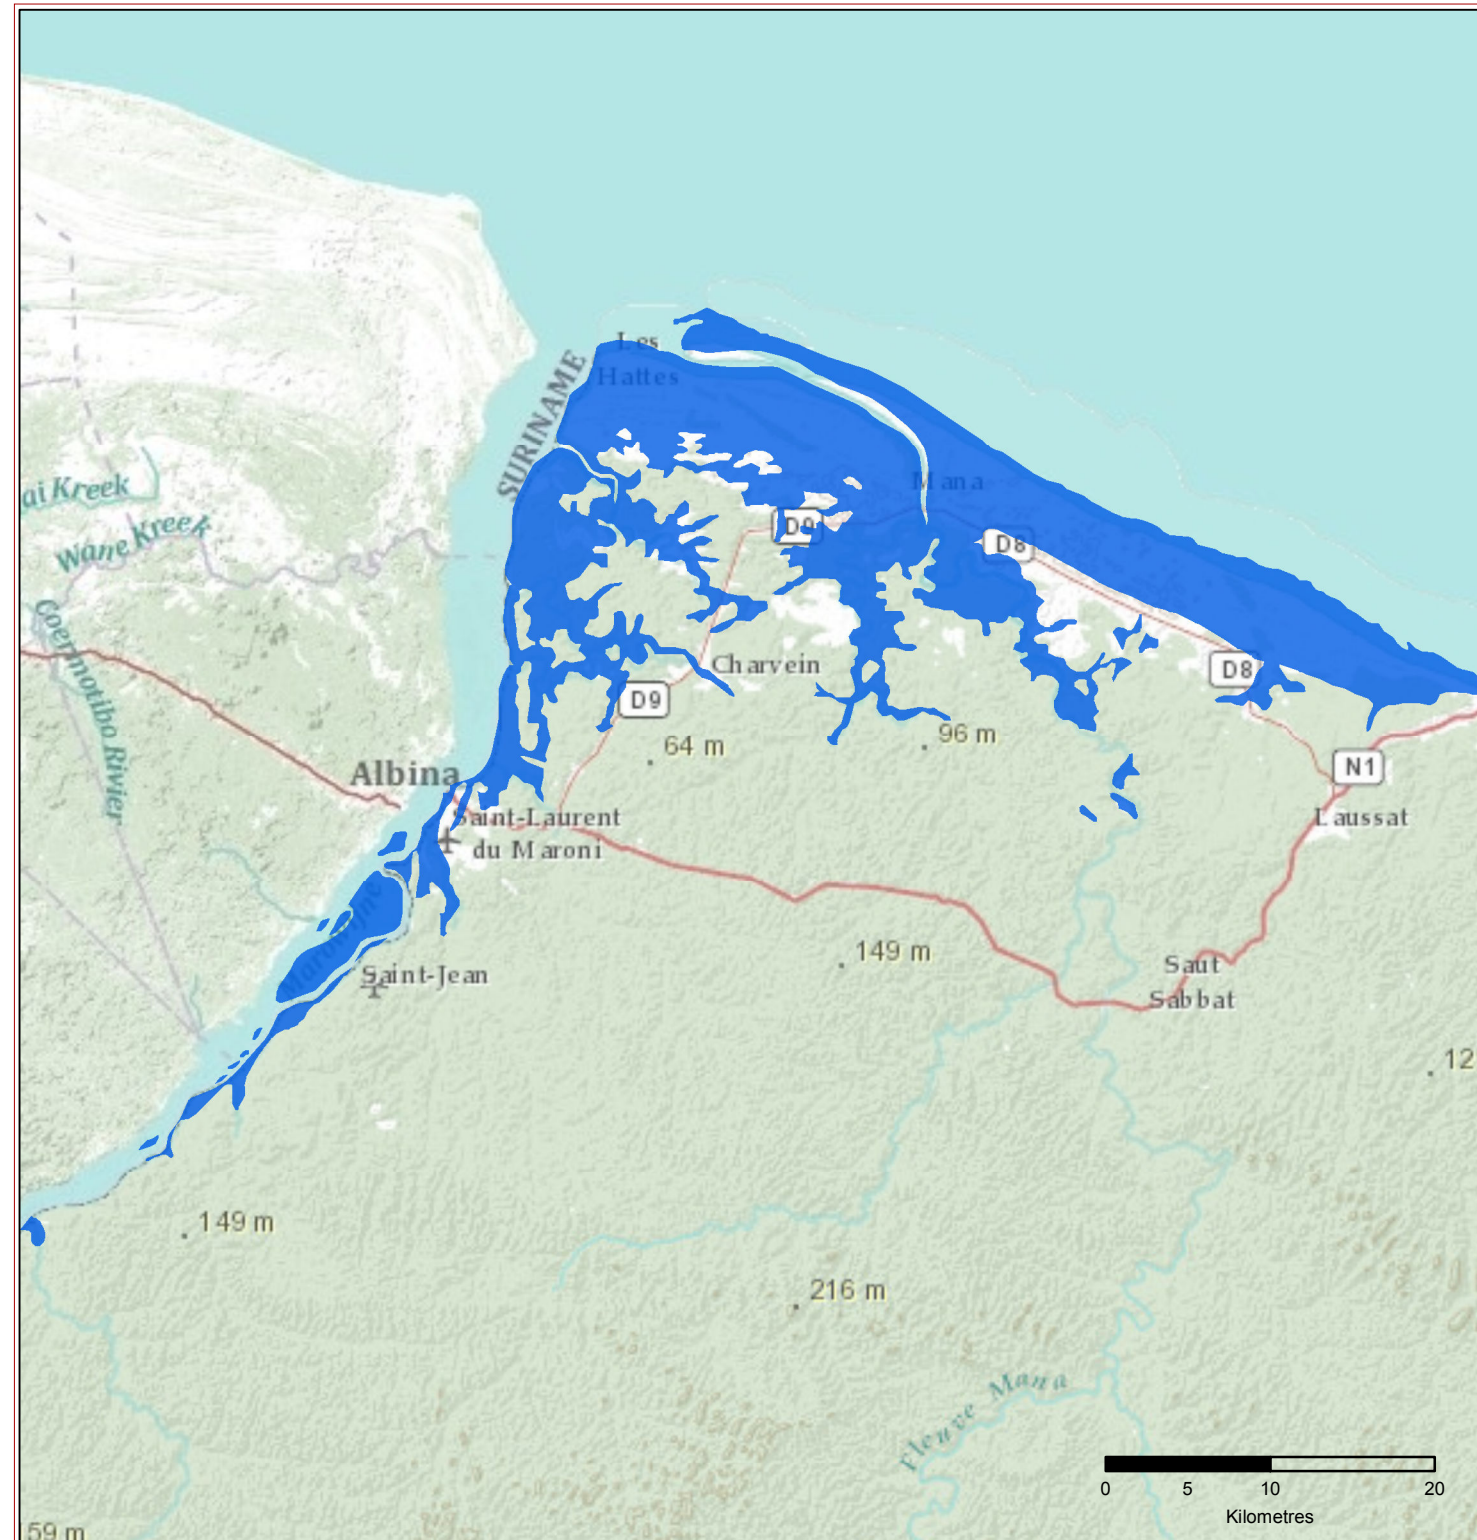 Les
Hattes
SURINAME
ai Kreek
Wane Kreek
Mana
D9
D8
Coermotibo Rivier
Charvein
D8
D9
64 m
96 m
Albina
N1
Saint-Laurent
du Maroni
Laussat
Marowijne
149 m
Saint-Jean
Saut
Sabbat
12
149 m
216 m
Fleuve Mana
0 5 10 20
Kilometres
59 m